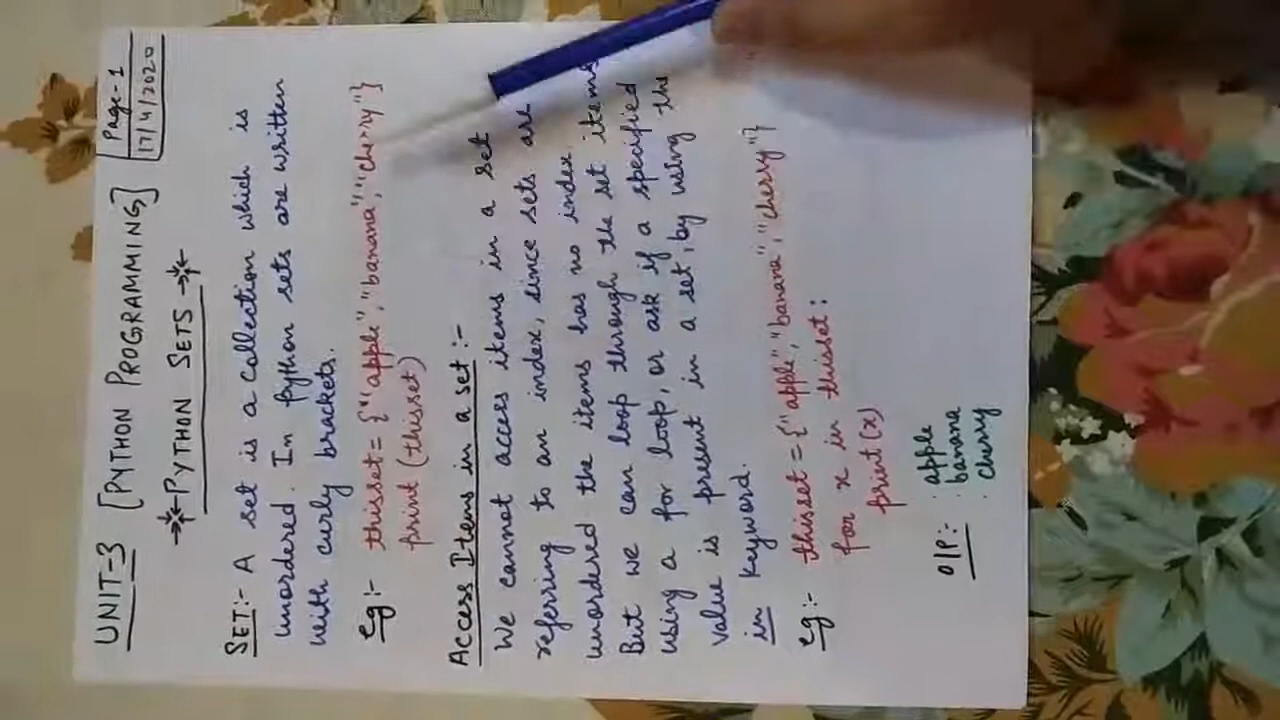 UNIT-3 [PYTHON PROGRAMMING]
Page-1
17/4/2020
PYTHON SETS
SET:- A set is a collection which is
unordered. In Python sets are written
with curly brackets.
eg:- thisset = {"apple", "banana", "cherry"}
print (thisset)
Access Items in a set:-
We cannot access items in a set
referring to an index, since sets are
unordered the items has no index.
But we can loop through the set items
using a for loop, or ask if a specified
value is present in a set, by using the
in keyword.
eg:- thisset = {"apple", "banana", "cherry"}
for x in thisset:
print(x)
O/P:- apple
banana
cherry